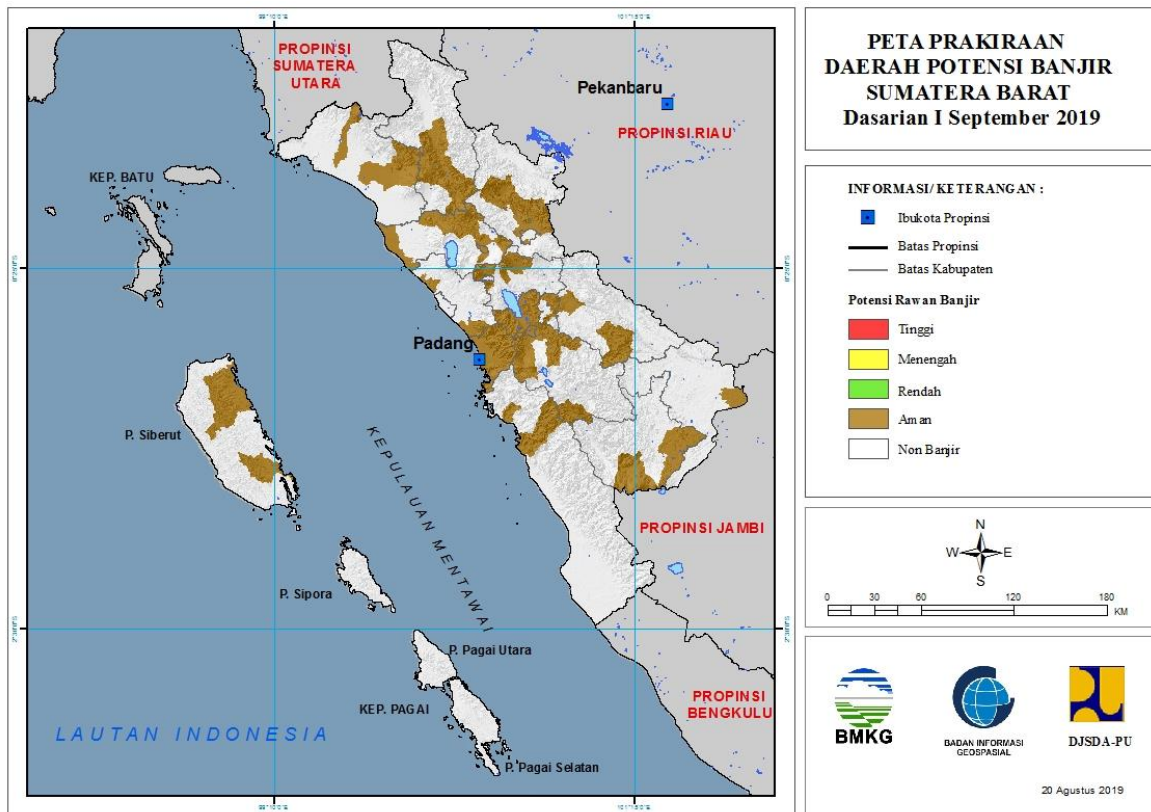 PROPINSI
SUMATERA
UTARA
Pekanbaru
PROPINSI RIAU
KEP. BATU
Padang
P. Siberut
KEPULAUAN MENTAWAI
PROPINSI JAMBI
P. Sipora
P. Pagai Utara
KEP. PAGAI
PROPINSI
BENGKULU
LAUTAN INDONESIA
P. Pagai Selatan
PETA PRAKIRAAN
DAERAH POTENSI BANJIR
SUMATERA BARAT
Dasarian I September 2019
INFORMASI/ KETERANGAN :
Ibukota Propinsi
Batas Propinsi
Batas Kabupaten
Potensi Rawan Banjir
Tinggi
Menengah
Rendah
Aman
Non Banjir
N
W E
S
0 30 60 120 180
KM
BMKG
BADAN INFORMASI
GEOSPASIAL
DJSDA-PU
20 Agustus 2019